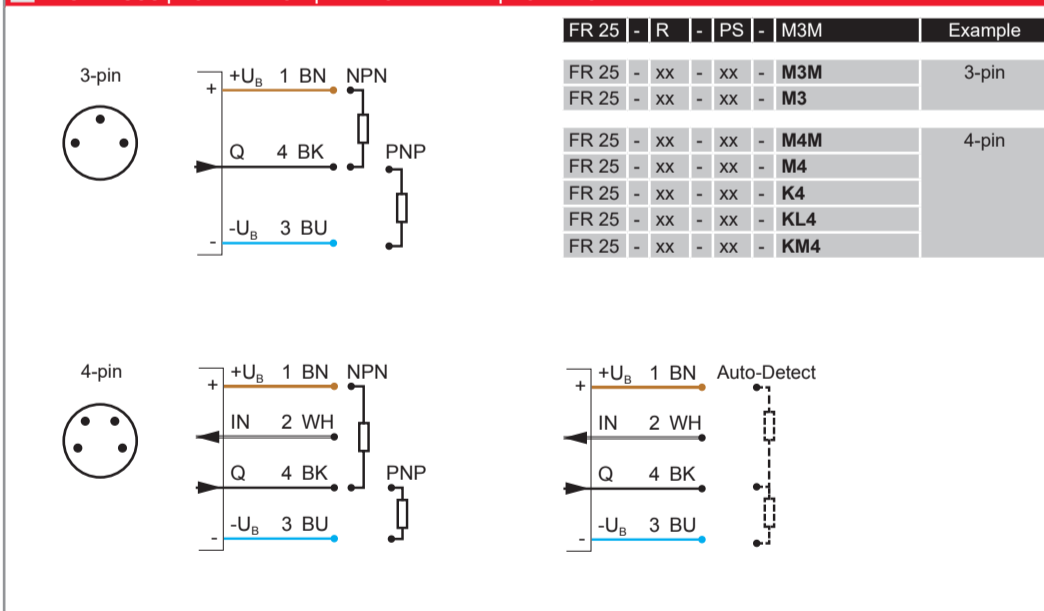 FR 25 - R - PS - M3M Example
FR 25 - xx - xx - M3M 3-pin
FR 25 - xx - xx - M3
FR 25 - xx - xx - M4M 4-pin
FR 25 - xx - xx - M4
FR 25 - xx - xx - K4
FR 25 - xx - xx - KL4
FR 25 - xx - xx - KM4
3-pin
+ +UB 1 BN NPN
Q 4 BK PNP
- -UB 3 BU
4-pin
+ +UB 1 BN NPN
IN 2 WH
Q 4 BK PNP
- -UB 3 BU
+ +UB 1 BN Auto-Detect
IN 2 WH
Q 4 BK
- -UB 3 BU